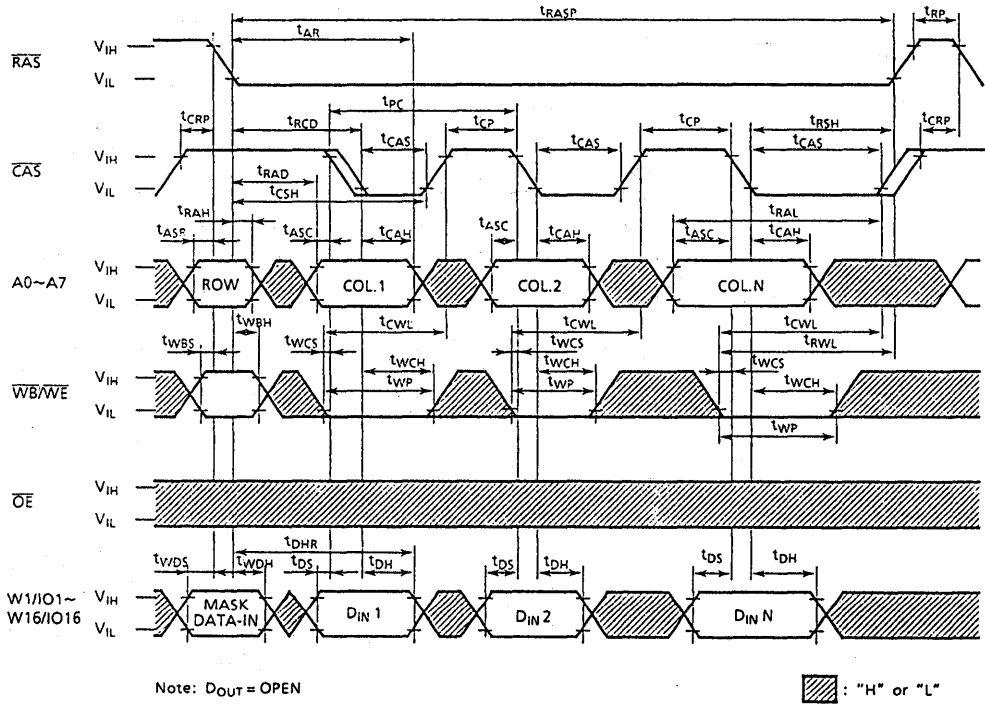 tRASP
tRP
tAR
RAS
VIH
VIL
tPC
tCRP
tRCD
tCP
tCP
tRSH
tCRP
tCAS
tCAS
tCAS
CAS
VIH
VIL
tRAD
tCSH
tRAH
tRAL
tASR
tASC
tCAH
tASC
tCAH
tASC
tCAH
A0~A7
VIH
VIL
ROW
COL.1
COL.2
COL.N
tWBH
tCWL
tCWL
tCWL
tWBS
tWCS
tWCS
tRWL
tWCS
tWCH
tWCH
tWCH
WB/WE
VIH
VIL
tWP
tWP
tWP
OE
VIH
VIL
tDHR
tWDS
tWDH
tDS
tDH
tDS
tDH
tDS
tDH
W1/IO1~
W16/IO16
VIH
VIL
MASK
DATA-IN
DIN 1
DIN 2
DIN N
Note: DOUT = OPEN
: "H" or "L"